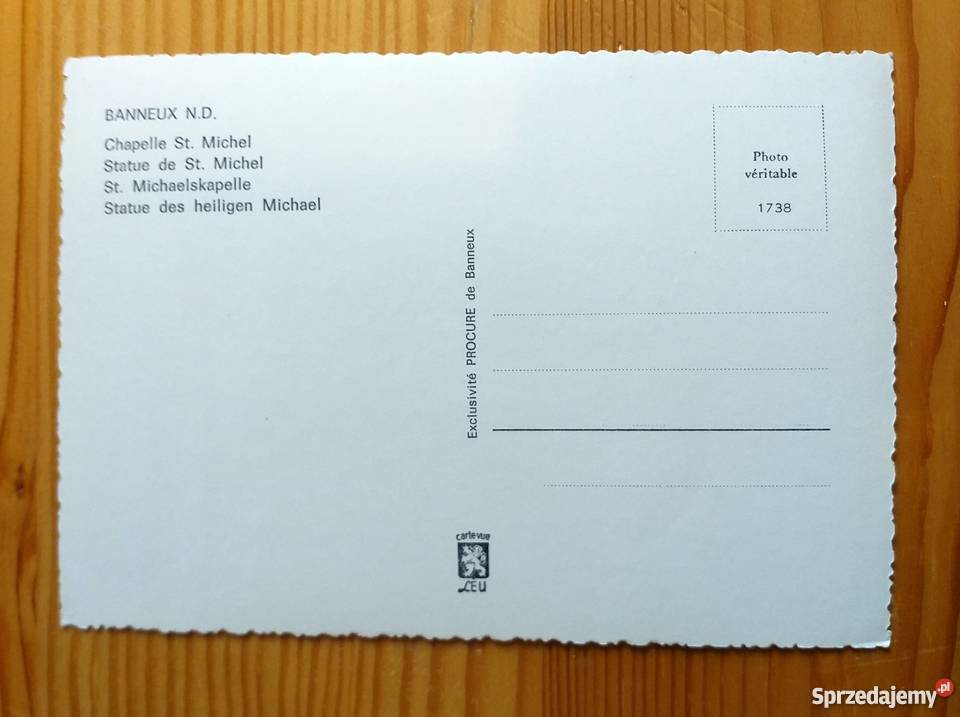 BANNEUX N.D.
Chapelle St. Michel
Statue de St. Michel
St. Michaelskapelle
Statue des heiligen Michael
Photo
véritable
1738
Exclusivité PROCURE de Banneux
carte-vue
LEU
Sprzedajemy.pl